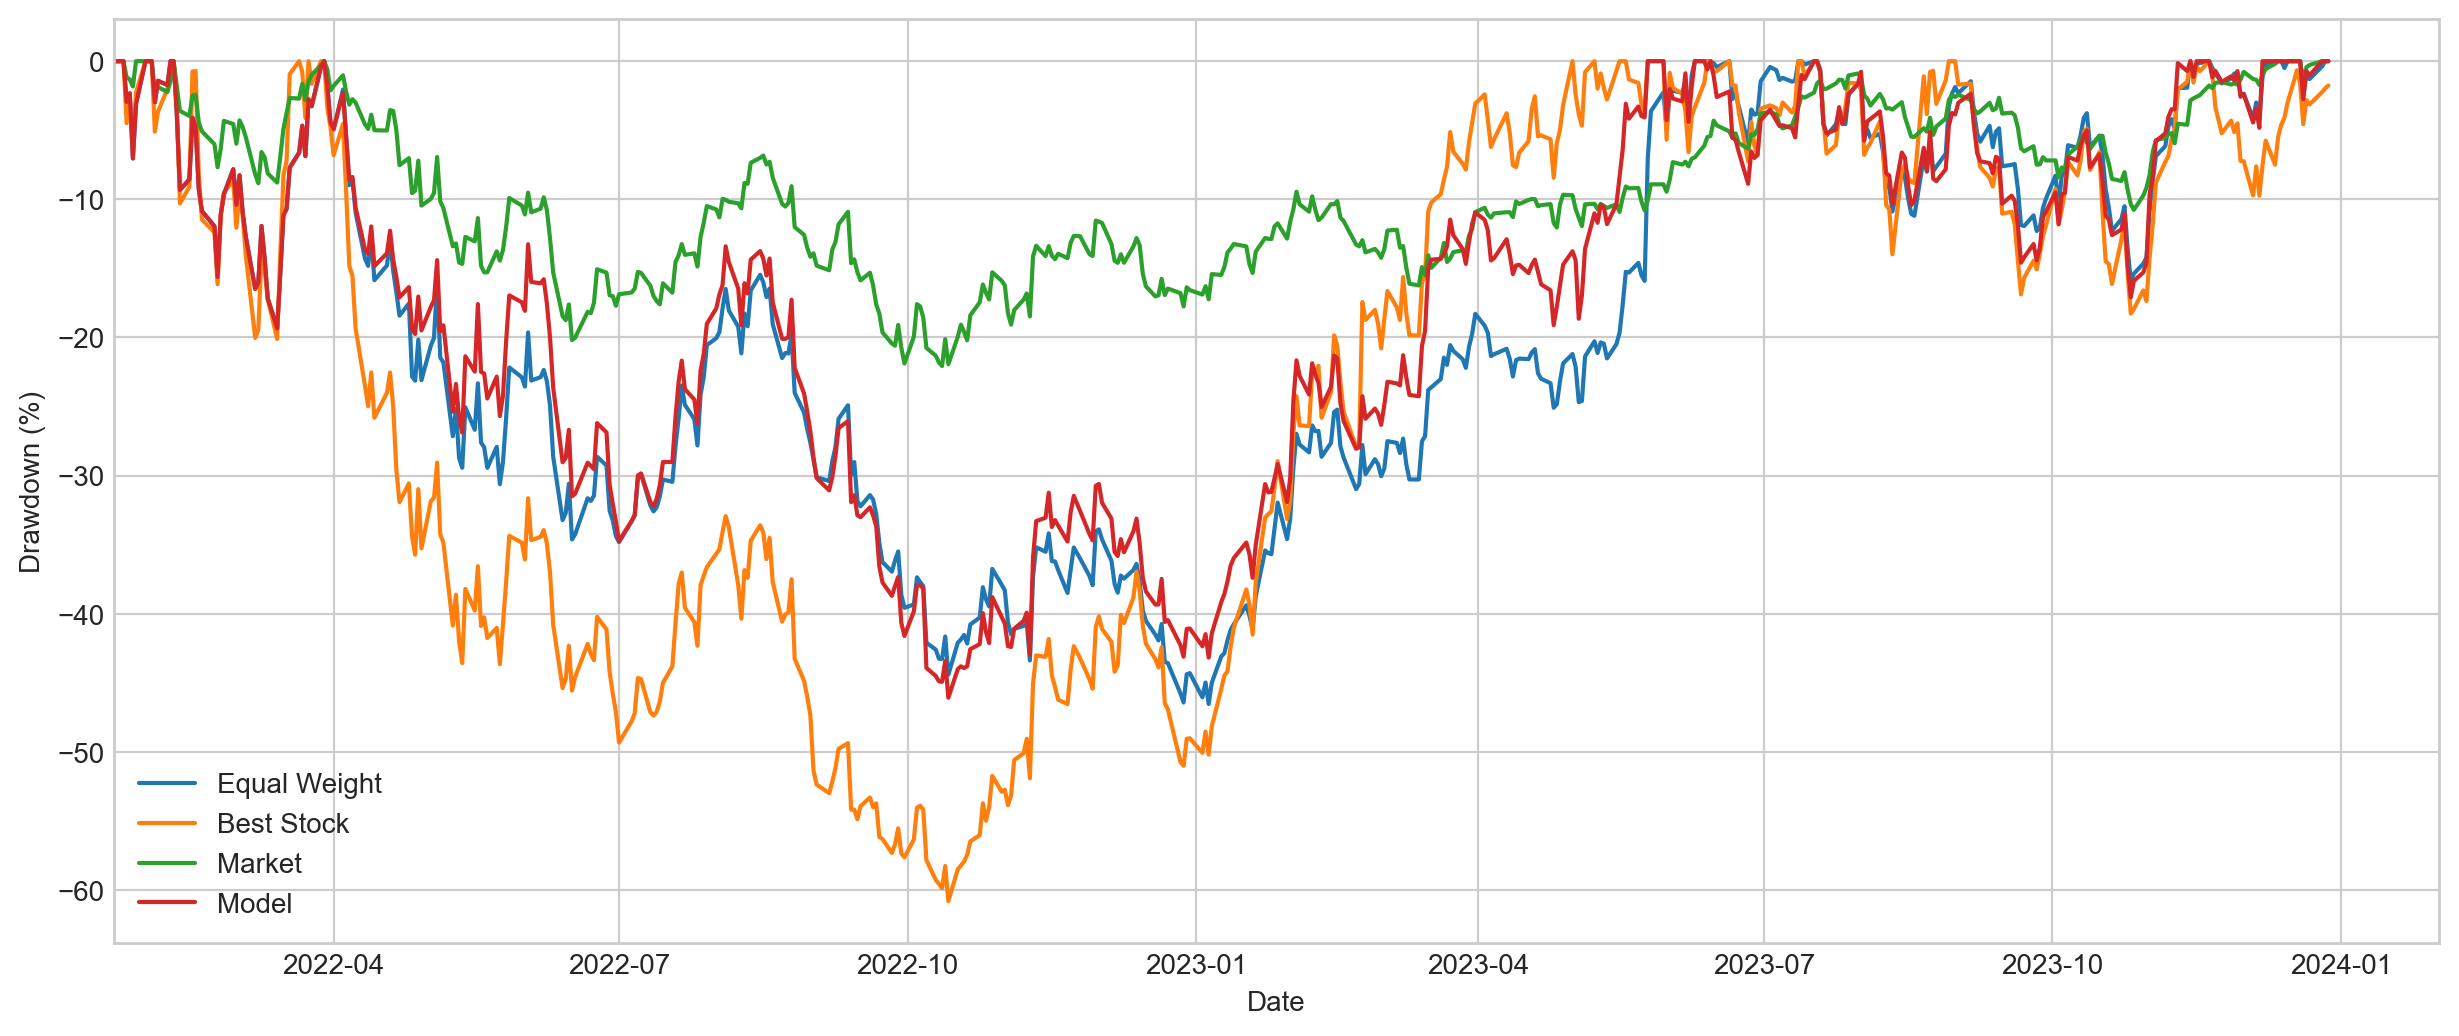 0
−10
−20
−30
−40
−50
−60
Drawdown (%)
Equal Weight
Best Stock
Market
Model
2022-04
2022-07
2022-10
2023-01
2023-04
2023-07
2023-10
2024-01
Date